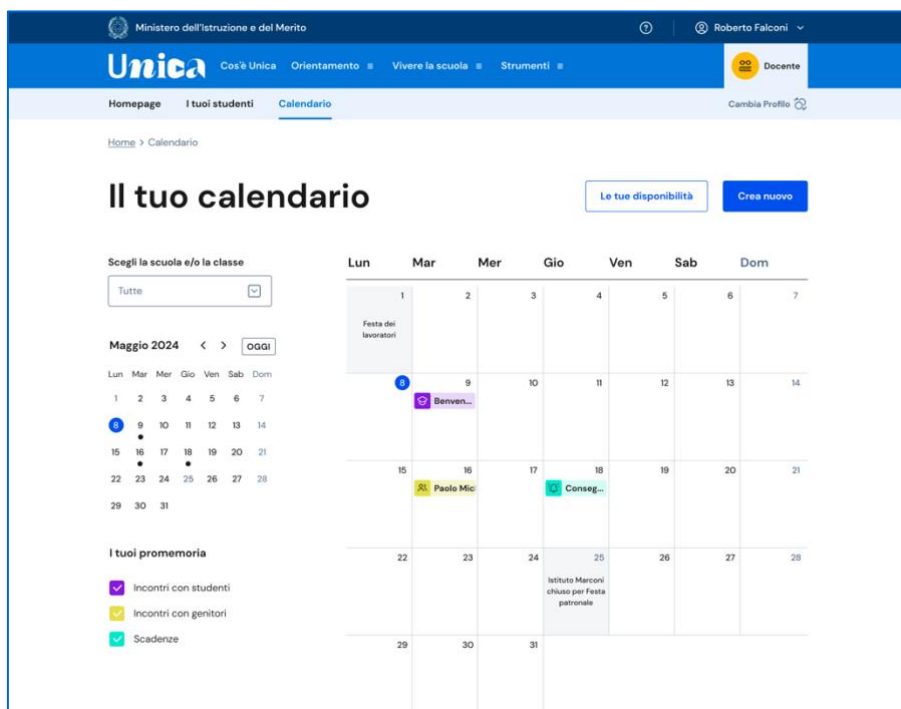 Ministero dell'Istruzione e del Merito
Roberto Falconi
Unica Cos'è Unica Orientamento Vivere la scuola Strumenti Docente
Homepage I tuoi studenti Calendario Cambia Profilo
Home > Calendario
Il tuo calendario
Le tue disponibilità Crea nuovo
Scegli la scuola e/o la classe
Tutte
Maggio 2024 < > OGGI
Lun Mar Mer Gio Ven Sab Dom
1 2 3 4 5 6 7
8 9 10 11 12 13 14
15 16 17 18 19 20 21
22 23 24 25 26 27 28
29 30 31
I tuoi promemoria
Incontri con studenti
Incontri con genitori
Scadenze
Lun Mar Mer Gio Ven Sab Dom
1 2 3 4 5 6 7
Festa dei
lavoratori
8 9 10 11 12 13 14
Benven...
15 16 17 18 19 20 21
Paolo Mic Conseg...
22 23 24 25 26 27 28
Istituto Marconi
chiuso per Festa
patronale
29 30 31